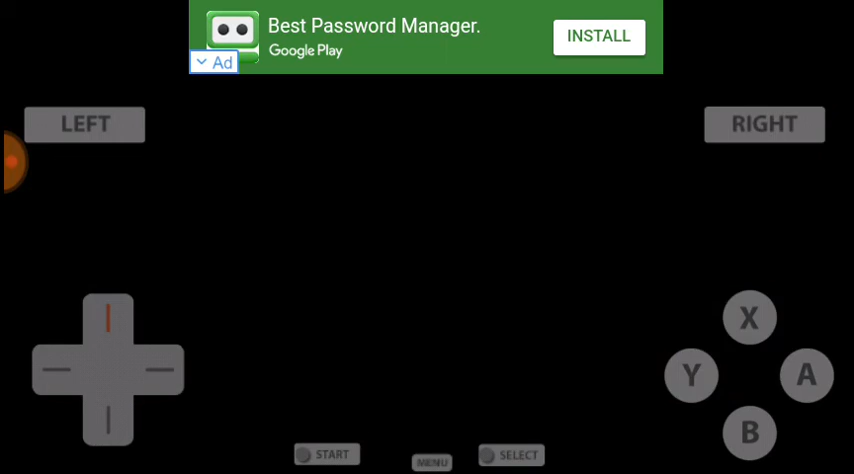 Best Password Manager.
Google Play
INSTALL
Ad
LEFT
RIGHT
X
Y
A
B
START
MENU
SELECT